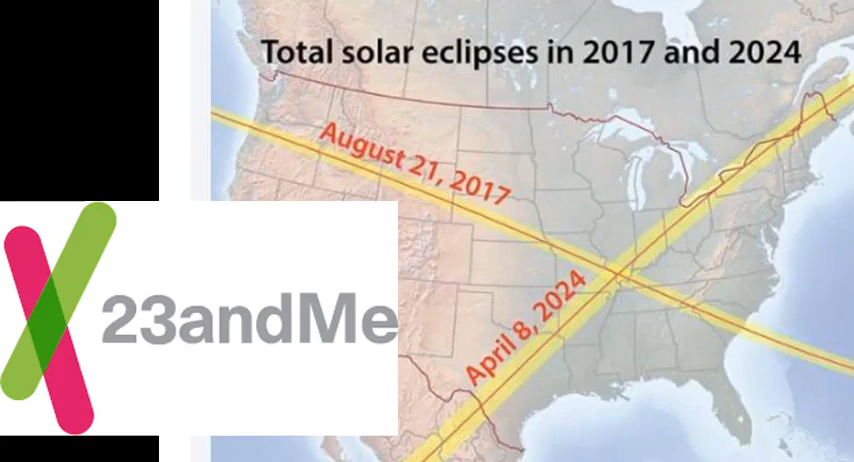 Total solar eclipses in 2017 and 2024
August 21, 2017
23andMe
April 8, 2024